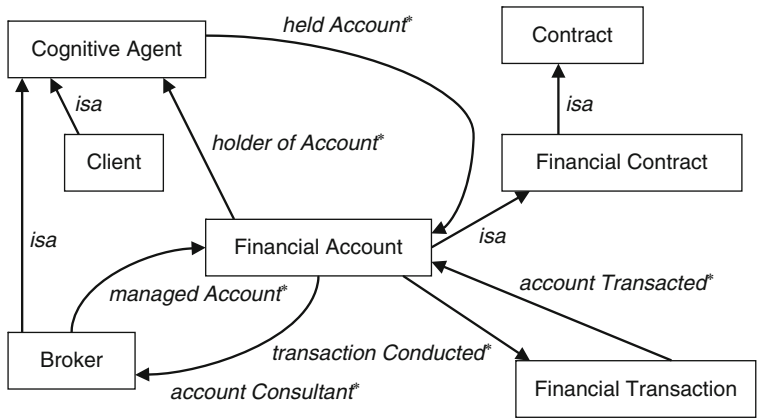 held Account*
Contract
Cognitive Agent
isa
isa
Client
holder of Account*
Financial Contract
isa
Financial Account
isa
managed Account*
account Transacted*
Broker
transaction Conducted*
account Consultant*
Financial Transaction